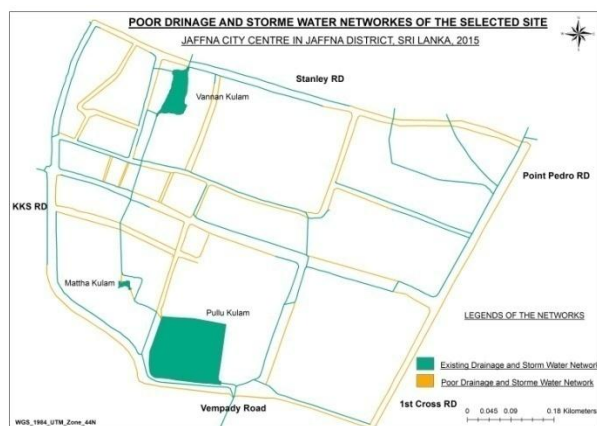 POOR DRINAGE AND STORME WATER NETWORKES OF THE SELECTED SITE
JAFFNA CITY CENTRE IN JAFFNA DISTRICT, SRI LANKA, 2015
Stanley RD
Vannan Kulam
Point Pedro RD
KKS RD
Mattha Kulam
Pullu Kulam
LEGENDS OF THE NETWORKS
Existing Drainage and Storm Water Network
Poor Drainage and Storme Water Network
1st Cross RD
Vempady Road
0 0.045 0.09 0.18 Kilometers
WGS_1984_UTM_Zone_44N